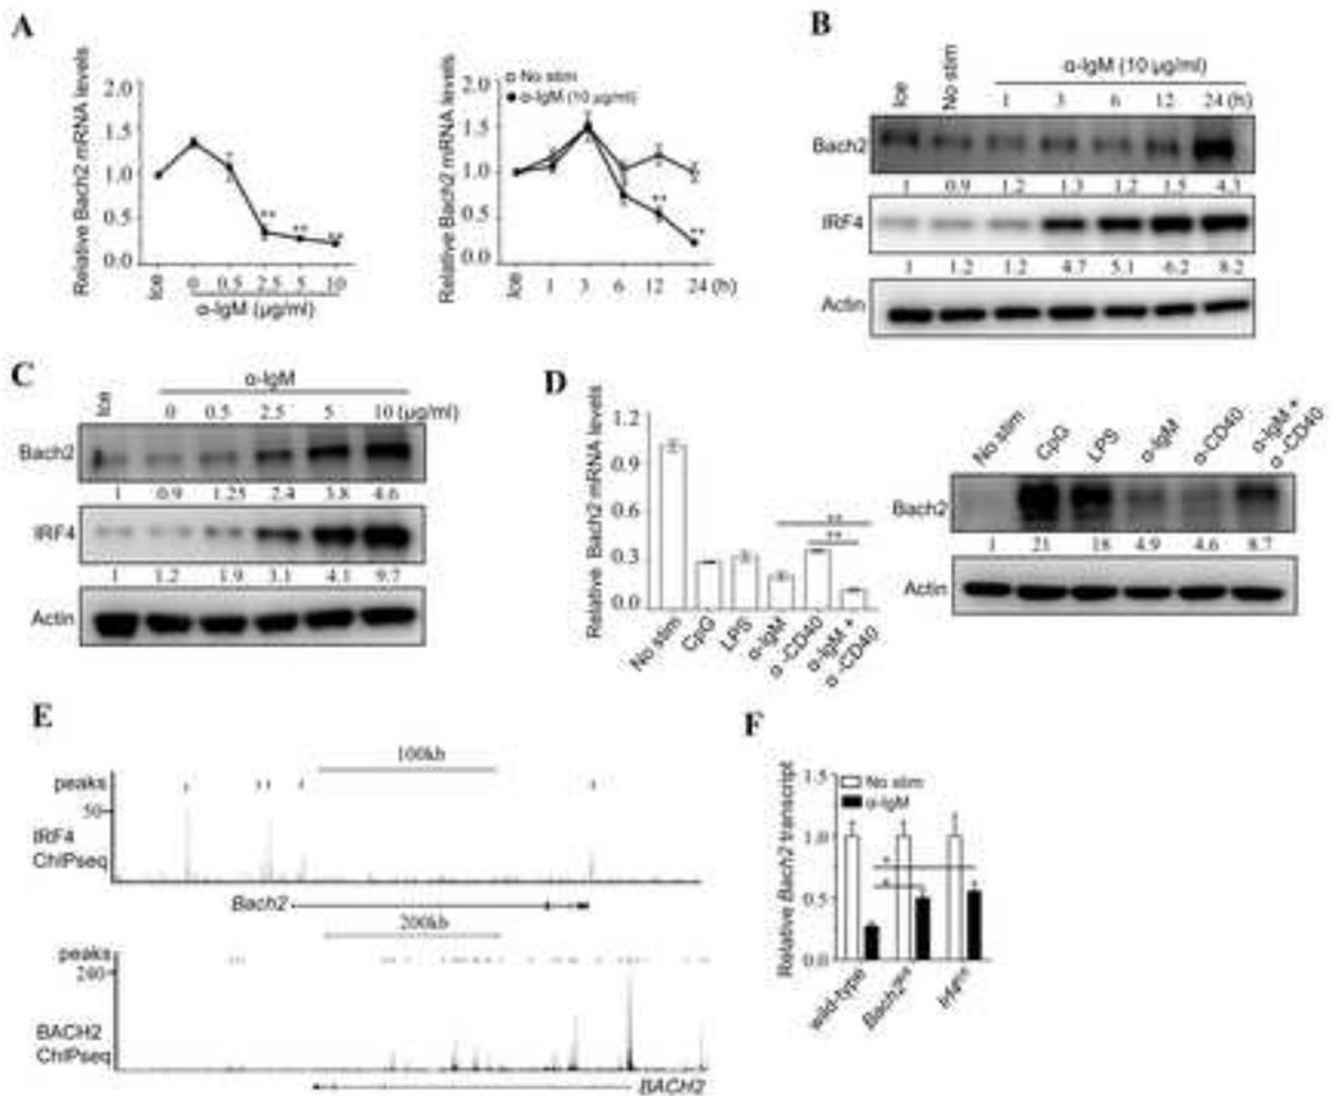 A
Relative Bach2 mRNA levels
2.0
1.5
1.0
0.5
0.0
Ice 0 0.5 2.5 5 10
α-IgM (µg/ml)
** ** **
Relative Bach2 mRNA levels
2.0
1.5
1.0
0.5
0.0
No stim
α-IgM (10 µg/ml)
** **
Ice 1 3 6 12 24 (h)
B
α-IgM (10 µg/ml)
Ice No stim 1 3 6 12 24 (h)
Bach2
1 0.9 1.2 1.3 1.2 1.5 4.3
IRF4
1 1.2 1.2 4.7 5.1 6.2 8.2
Actin
C
α-IgM
Ice 0 0.5 2.5 5 10 (µg/ml)
Bach2
1 0.9 1.25 2.4 3.8 4.6
IRF4
1 1.2 1.9 3.1 4.1 9.7
Actin
D
Relative Bach2 mRNA levels
1.2
0.9
0.6
0.3
0.0
**
**
No stim CpG LPS α-IgM α-CD40 α-IgM + α-CD40
No stim CpG LPS α-IgM α-CD40 α-IgM + α-CD40
Bach2
1 21 18 4.9 4.6 8.7
Actin
E
100kb
peaks
50
IRF4
ChIPseq
Bach2
200kb
peaks
BACH2
ChIPseq
BACH2
F
Relative Bach2 transcript
1.5
1.0
0.5
0.0
No stim
α-IgM
*
*
wild-type